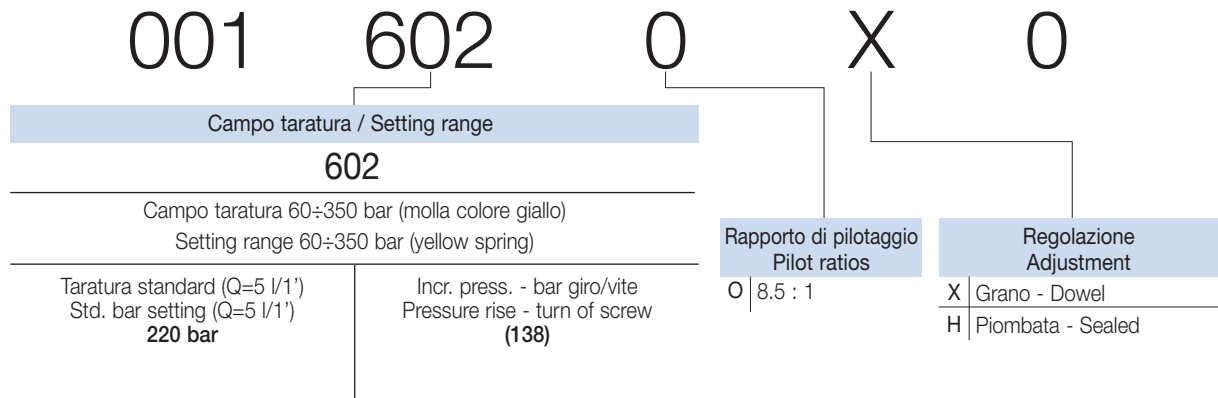 001 602 0 X 0
Campo taratura / Setting range
602
Campo taratura 60÷350 bar (molla colore giallo)
Setting range 60÷350 bar (yellow spring)
Taratura standard (Q=5 l/1')
Std. bar setting (Q=5 l/1')
220 bar
Incr. press. - bar giro/vite
Pressure rise - turn of screw
(138)
Rapporto di pilotaggio
Pilot ratios
O 8.5 : 1
Regolazione
Adjustment
X Grano - Dowel
H Piombata - Sealed